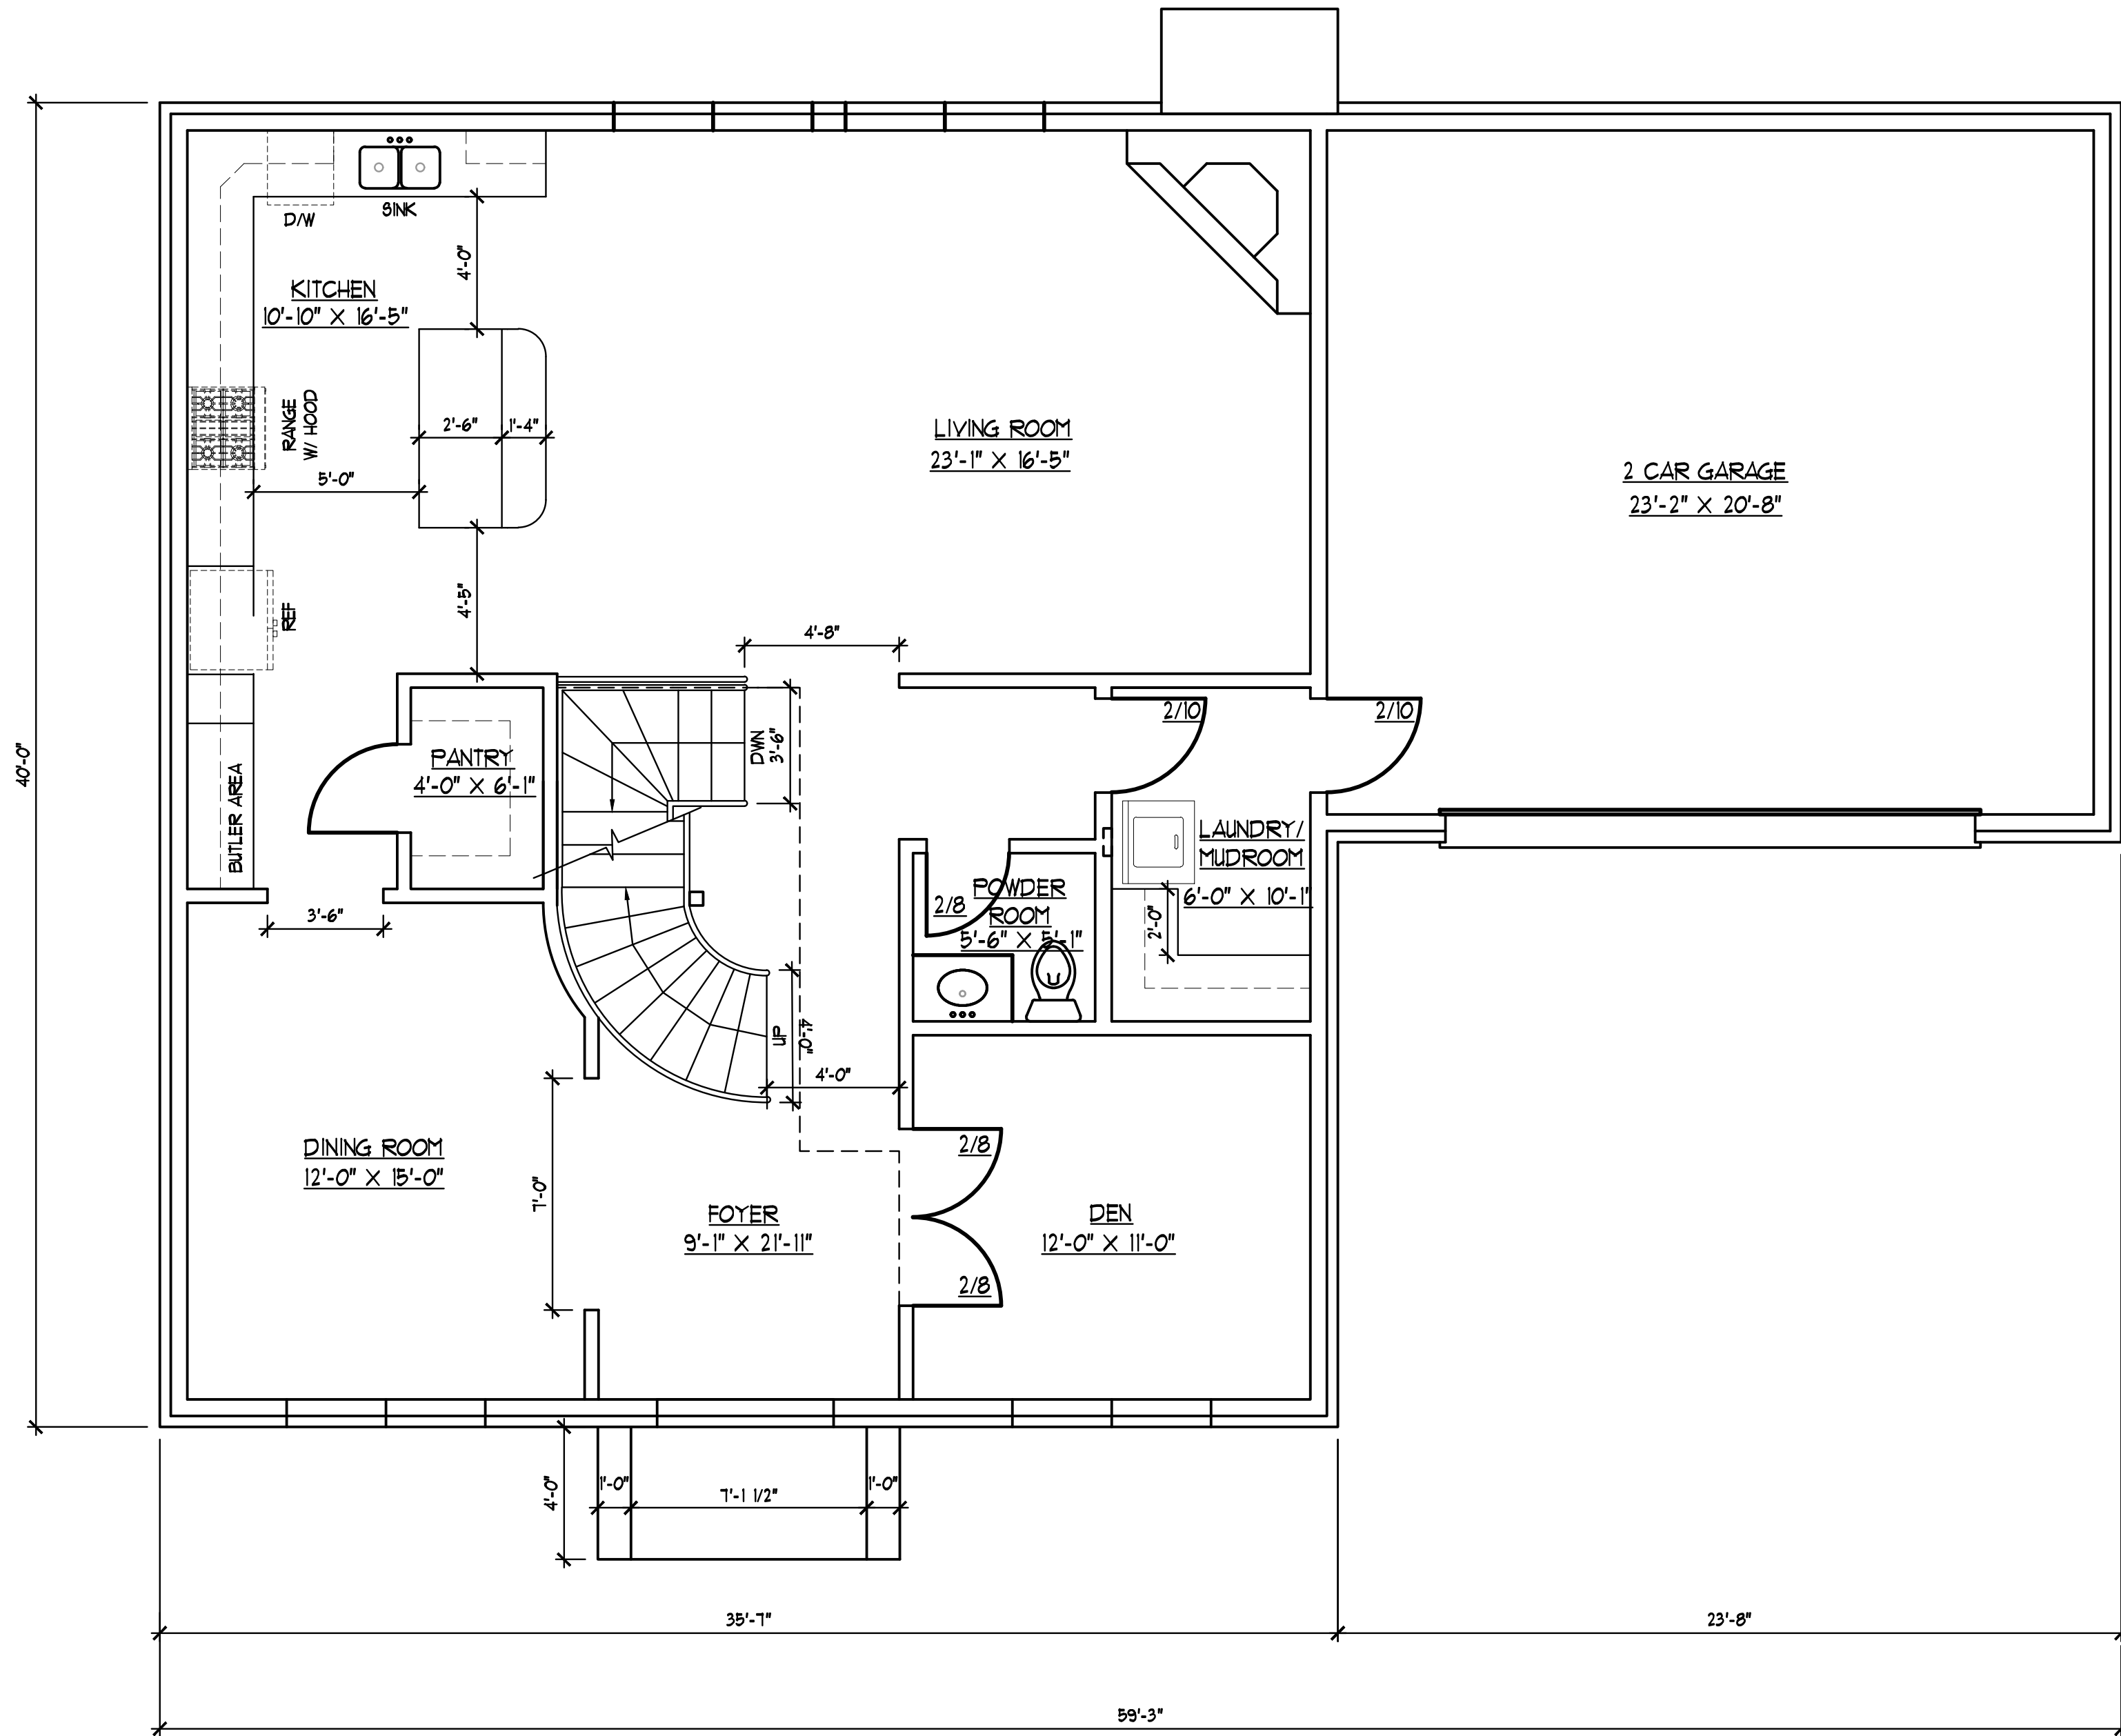 D/W
SINK
4'-0"
KITCHEN
10'-10" X 16'-5"
RANGE
W/ HOOD
2'-6"
1'-4"
5'-0"
LIVING ROOM
23'-1" X 16'-5"
2 CAR GARAGE
23'-2" X 20'-8"
REF
4'-5"
4'-8"
40'-0"
2/10
2/10
DWN
3'-6"
PANTRY
4'-0" X 6'-1"
BUTLER AREA
LAUNDRY/
MUDROOM
6'-0" X 10'-1"
2'-0"
POWDER
ROOM
5'-6" X 5'-1"
2/8
3'-6"
UP
4'-0"
4'-0"
DINING ROOM
12'-0" X 15'-0"
7'-0"
2/8
FOYER
9'-1" X 21'-11"
DEN
12'-0" X 11'-0"
2/8
4'-0"
1'-0"
7'-1 1/2"
1'-0"
35'-7"
23'-8"
59'-3"